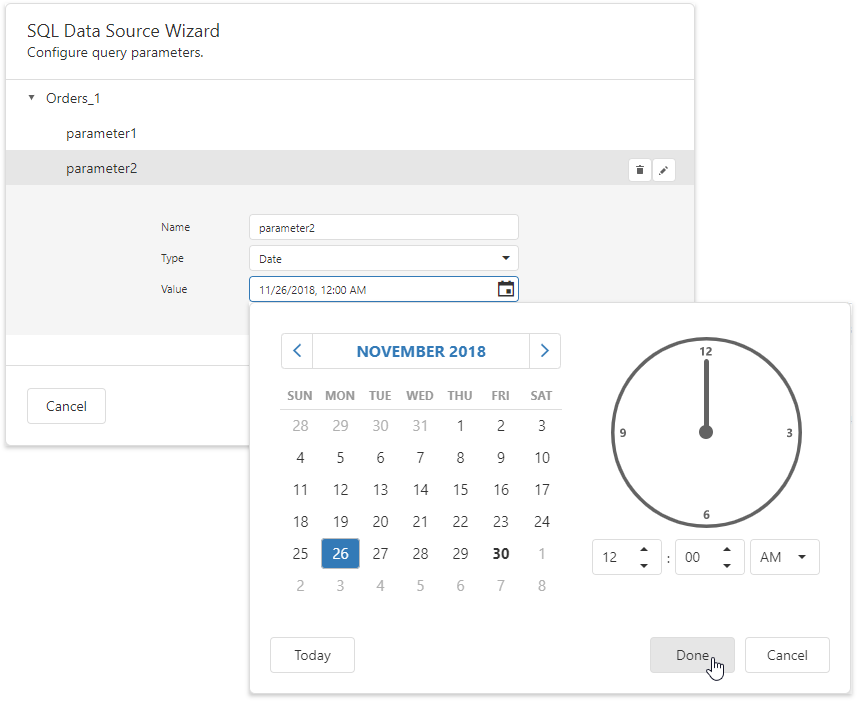 SQL Data Source Wizard
Configure query parameters.
Orders_1
parameter1
parameter2
Name parameter2
Type Date
Value 11/26/2018, 12:00 AM
Cancel
NOVEMBER 2018
SUN MON TUE WED THU FRI SAT
28 29 30 31 1 2 3
4 5 6 7 8 9 10
11 12 13 14 15 16 17
18 19 20 21 22 23 24
25 26 27 28 29 30 1
2 3 4 5 6 7 8
12
9 3
6
12 : 00 AM
Today Done Cancel